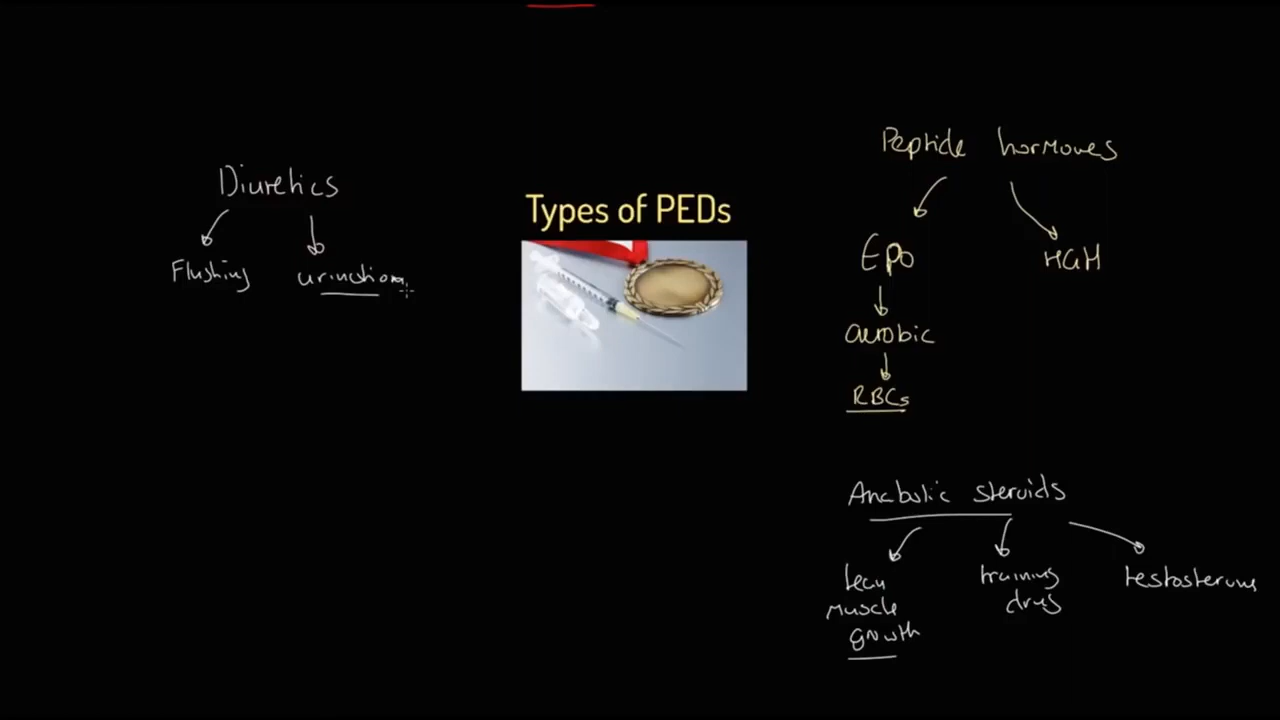 Types of PEDs
Diuretics
Flushing
urination
Peptide hormones
Epo
HGH
aerobic
RBCs
Anabolic steroids
lean
muscle
growth
training
drug
testosterone